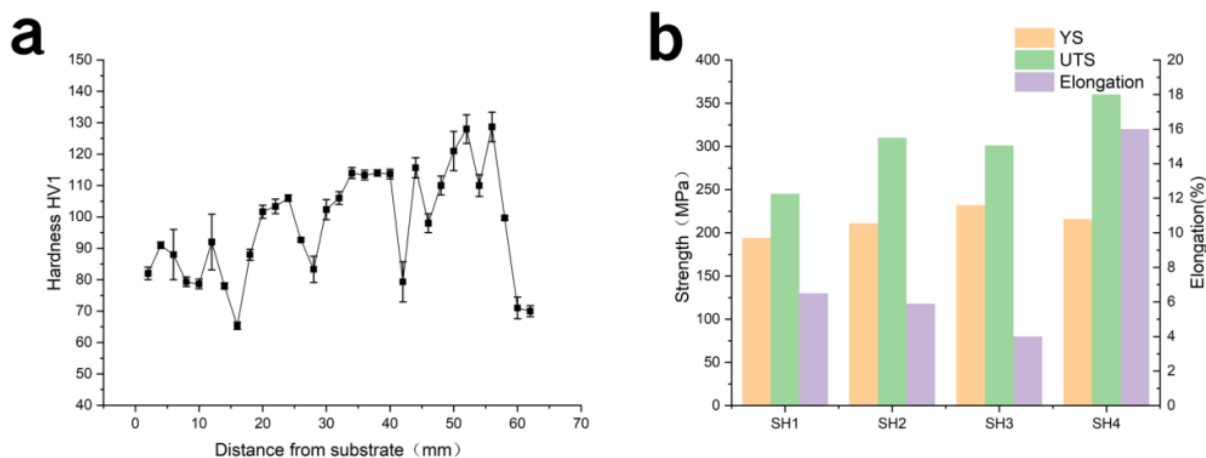 a
150
140
130
120
110
100
90
80
70
60
50
40
Hardness HV1
0 10 20 30 40 50 60 70
Distance from substrate（mm）
b
YS
UTS
Elongation
400
350
300
250
200
150
100
50
0
Strength（MPa）
20
18
16
14
12
10
8
6
4
2
0
Elongation(%)
SH1 SH2 SH3 SH4